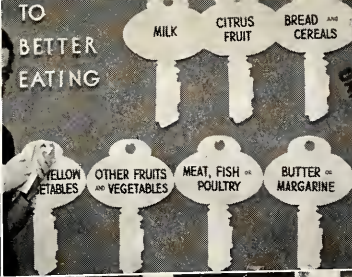 TO
BETTER
EATING
MILK
CITRUS
FRUIT
BREAD AND
CEREALS
YELLOW
OTHER FRUITS
AND VEGETABLES
MEAT, FISH OR
POULTRY
BUTTER OR
MARGARINE